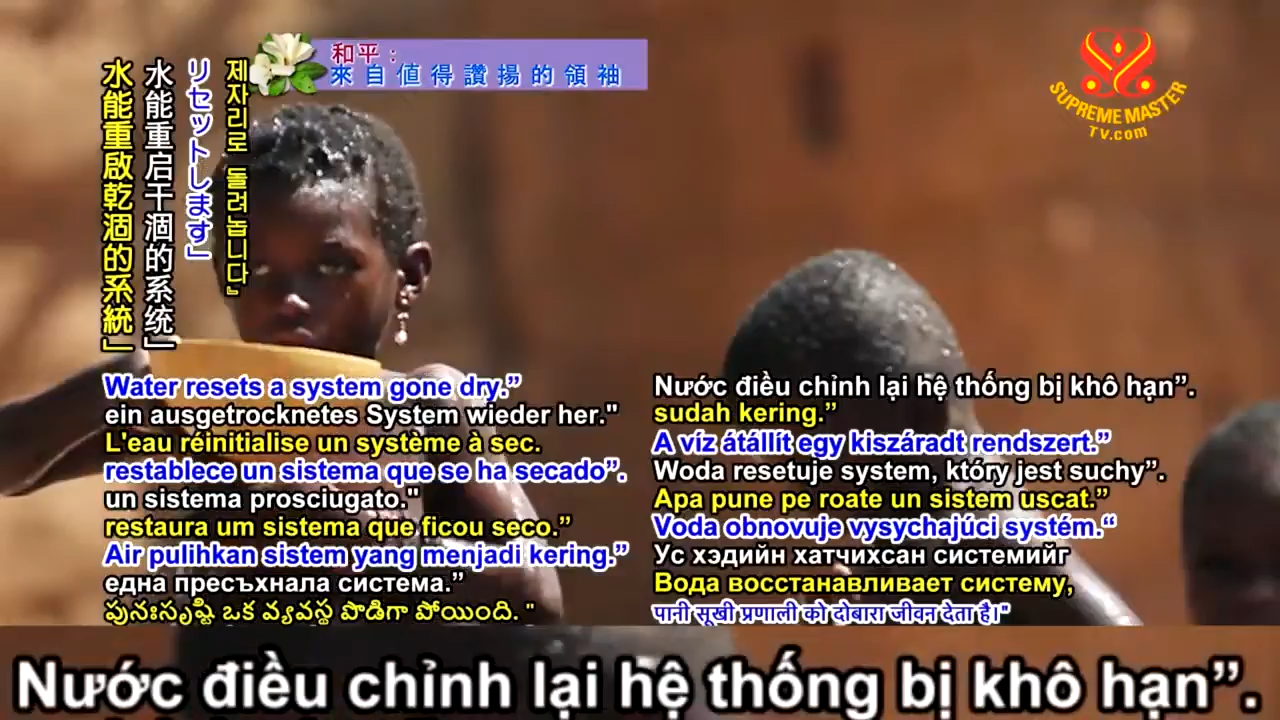 和平：
來自値得讚揚的領袖
SUPREME MASTER
TV.com
제자리로 돌려놉니다』
リセットします」
水能重启干涸的系统」
水能重啟乾涸的系統」
Water resets a system gone dry.”
ein ausgetrocknetes System wieder her."
L'eau réinitialise un système à sec.
restablece un sistema que se ha secado”.
un sistema prosciugato."
restaura um sistema que ficou seco.”
Air pulihkan sistem yang menjadi kering.”
една пресъхнала система.”
పునఃసృష్టి ఒక వ్యవస్థ పొడిగా పోయింది. "
Nước điều chỉnh lại hệ thống bị khô hạn”.
sudah kering.”
A víz átállít egy kiszáradt rendszert.”
Woda resetuje system, który jest suchy”.
Apa pune pe roate un sistem uscat.”
Voda obnovuje vysychajúci systém.“
Ус хэдийн хатчихсан системийг
Вода восстанавливает систему,
पानी सूखी प्रणाली को दोबारा जीवन देता है।"
Nước điều chỉnh lại hệ thống bị khô hạn”.